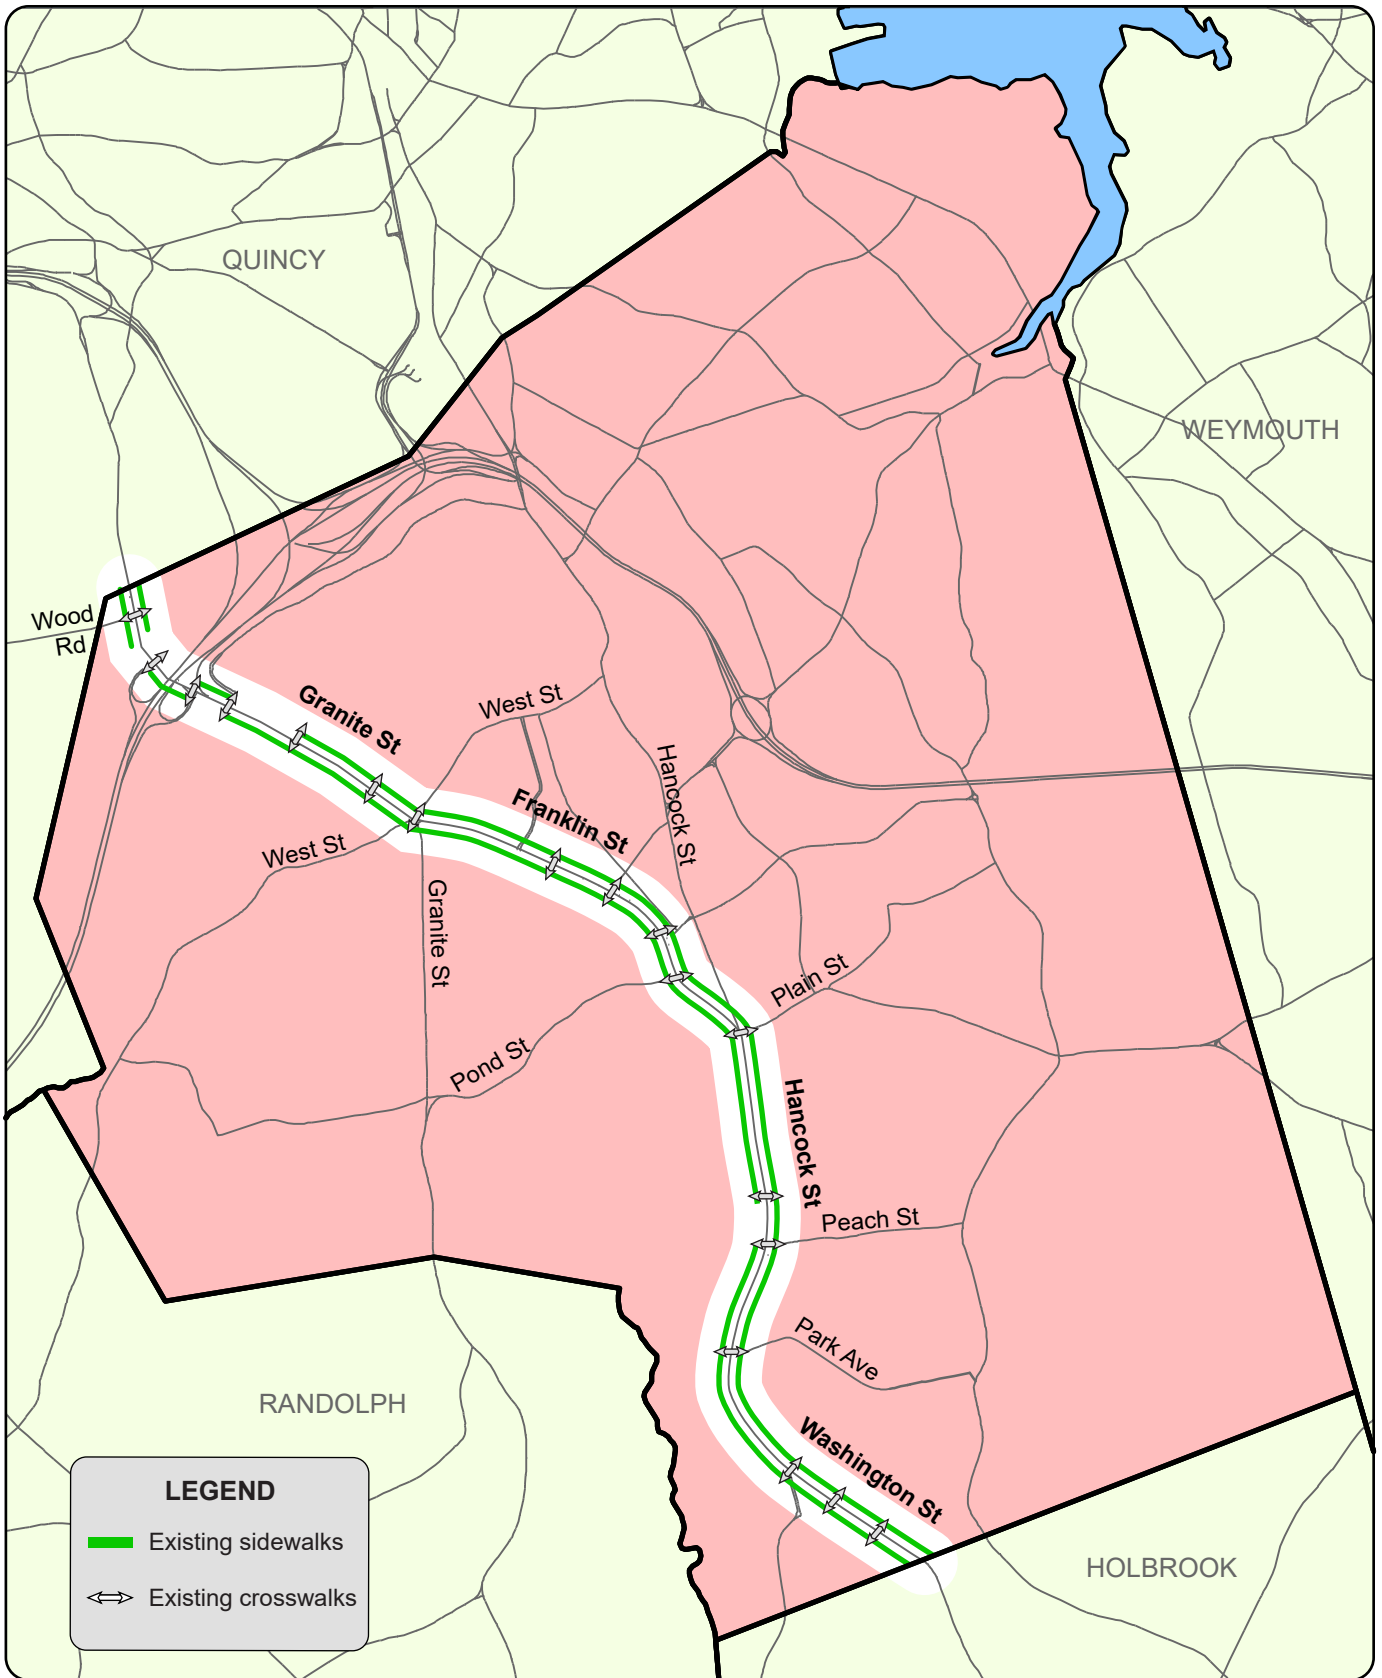 QUINCY
WEYMOUTH
Wood
Rd
Granite St
West St
Hancock St
Franklin St
West St
Granite St
Plain St
Pond St
Hancock St
Peach St
Park Ave
RANDOLPH
Washington St
HOLBROOK
LEGEND
Existing sidewalks
Existing crosswalks